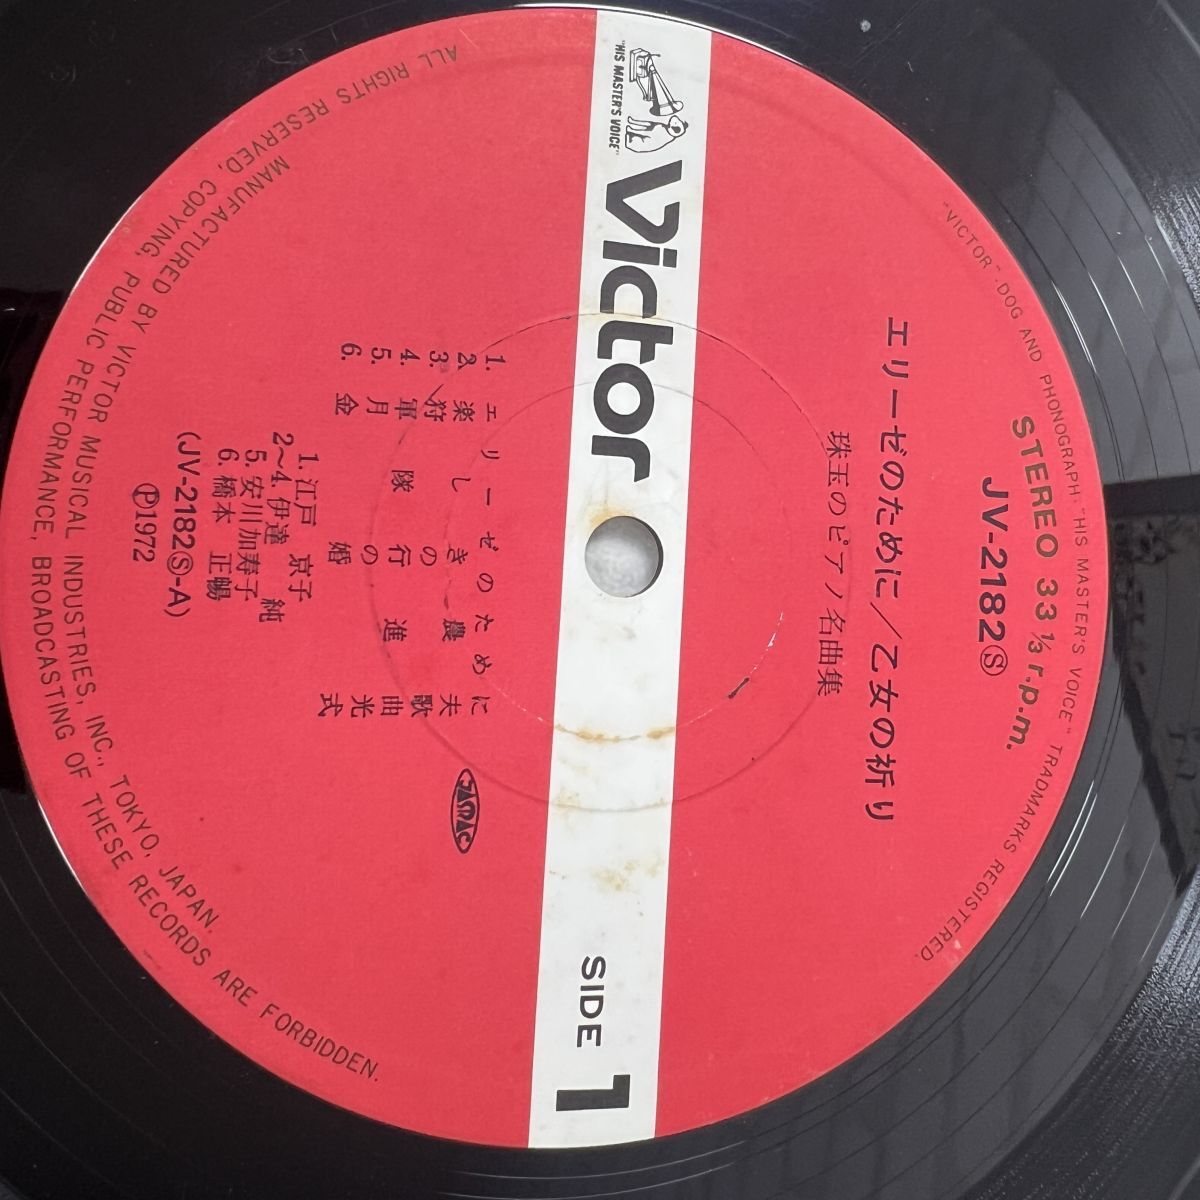 "VICTOR"-DOG AND PHONOGRAPH-"HIS MASTER'S VOICE" TRADMARKS REGISTERED.
STEREO 33⅓ r.p.m.
JV-2182Ⓢ
エリーゼのために/乙女の祈り
珠玉のピアノ名曲集
"HIS MASTER'S VOICE"
Victor
SIDE 1
1. エリーゼのために
2. 楽しき農夫
3. 狩の歌
4. 軍隊行進曲
5. 月の光
6. 金婚式
JASRAC
1. 江戸 京子
2〜4. 伊達 純
5. 安川加寿子
6. 橋本 正暢
(JV-2182Ⓢ-A)
Ⓟ1972
MANUFACTURED BY VICTOR MUSICAL INDUSTRIES, INC., TOKYO, JAPAN.
ALL RIGHTS RESERVED, COPYING, PUBLIC PERFORMANCE, BROADCASTING OF THESE RECORDS ARE FORBIDDEN.